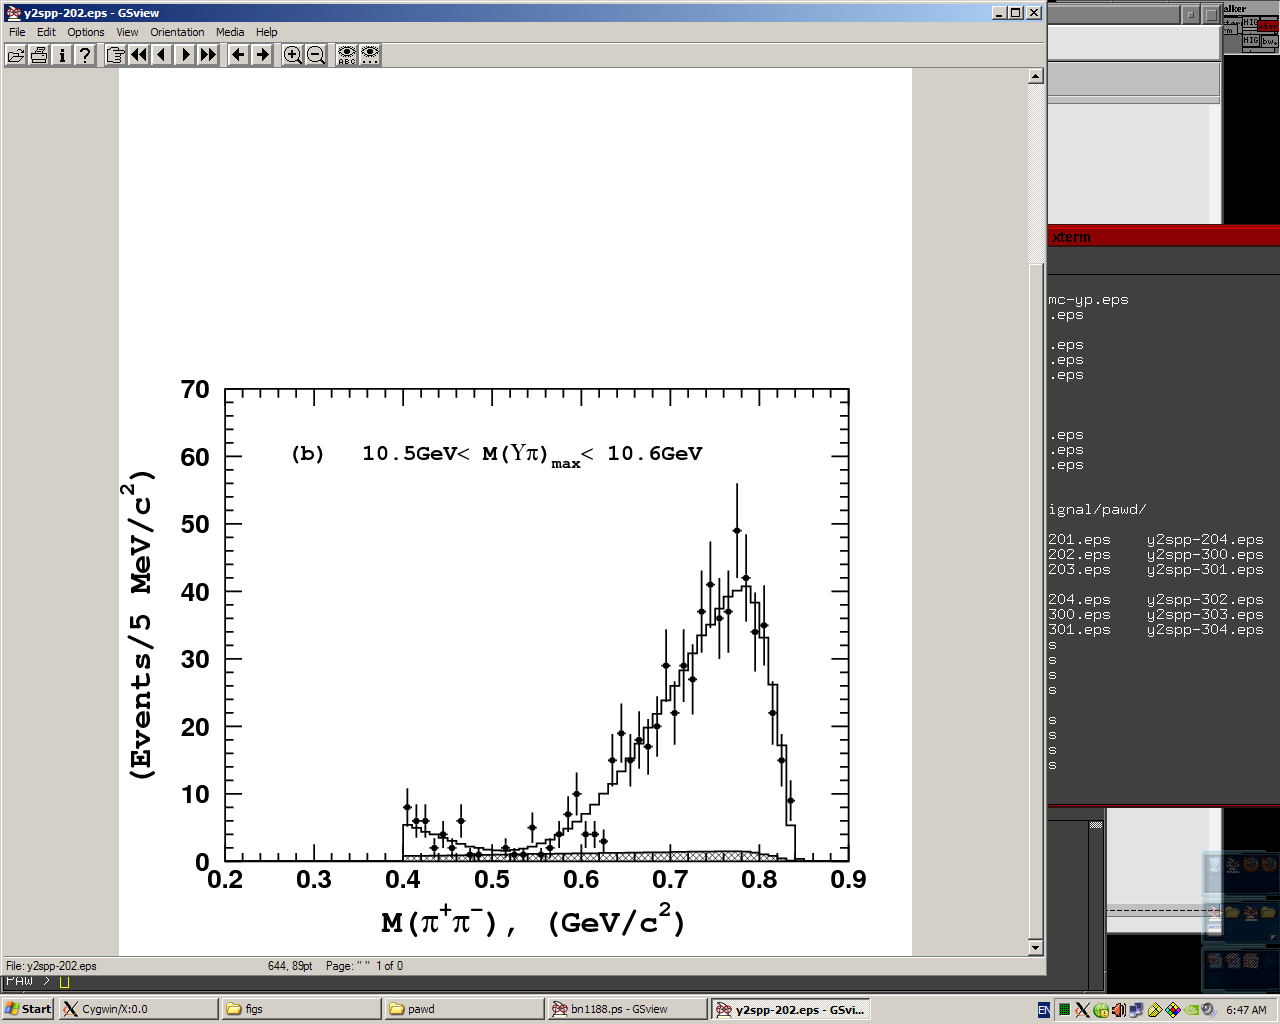 y2spp-202.eps - GSview
File Edit Options View Orientation Media Help
70
60
50
40
30
20
10
0
(b) 10.5GeV< M(Υπ)max< 10.6GeV
(Events/5 MeV/c2)
0.2 0.3 0.4 0.5 0.6 0.7 0.8 0.9
M(π+π−), (GeV/c2)
File: y2spp-202.eps 644, 89pt Page: " " 1 of 0
PAW >
xterm
mc-yp.eps
.eps
.eps
.eps
.eps
.eps
.eps
.eps
ignal/pawd/
201.eps y2spp-204.eps
202.eps y2spp-300.eps
203.eps y2spp-301.eps
204.eps y2spp-302.eps
300.eps y2spp-303.eps
301.eps y2spp-304.eps
s
s
s
s
s
s
s
s
Start Cygwin/X:0.0 figs pawd bn1188.ps - GSview y2spp-202.eps - GSvi... EN 6:47 AM